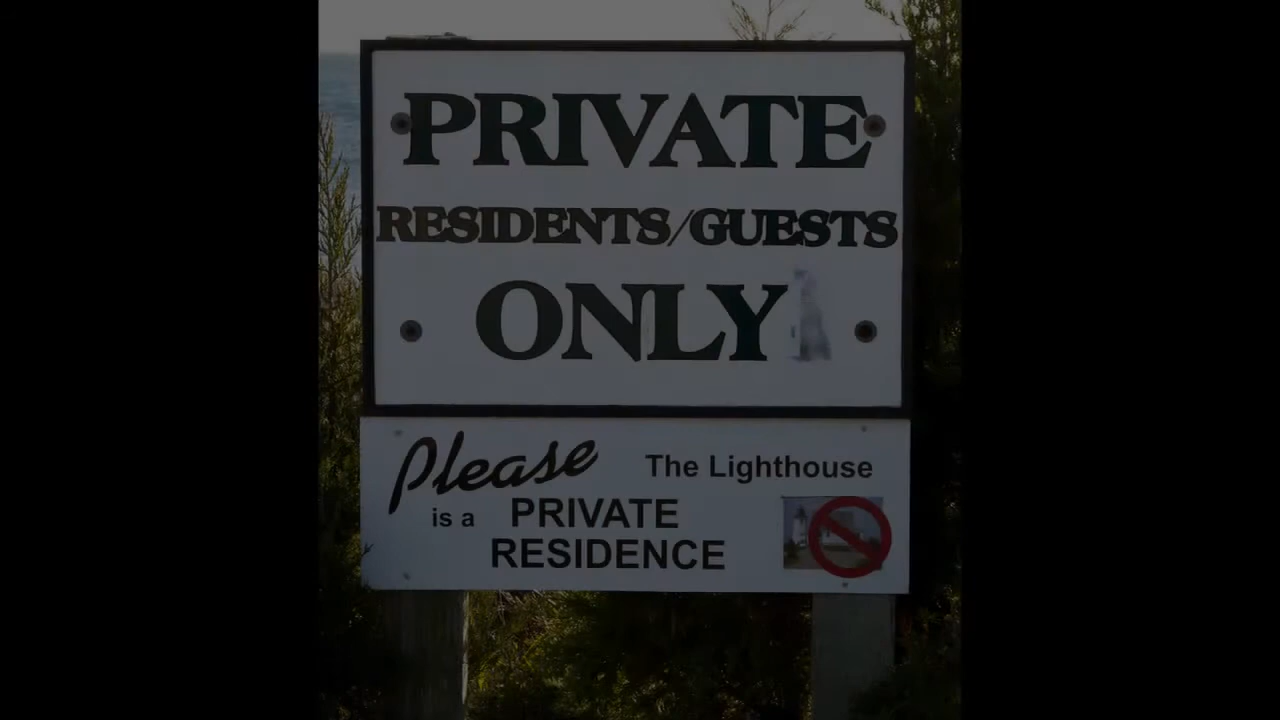 PRIVATE
RESIDENTS/GUESTS
ONLY
Please The Lighthouse
is a PRIVATE
RESIDENCE